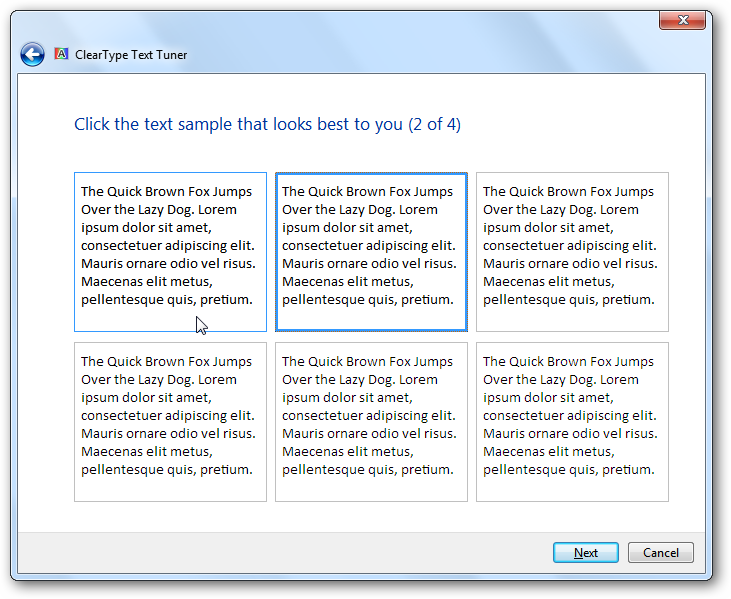 ClearType Text Tuner
Click the text sample that looks best to you (2 of 4)
The Quick Brown Fox Jumps
Over the Lazy Dog. Lorem
ipsum dolor sit amet,
consectetuer adipiscing elit.
Mauris ornare odio vel risus.
Maecenas elit metus,
pellentesque quis, pretium.
The Quick Brown Fox Jumps
Over the Lazy Dog. Lorem
ipsum dolor sit amet,
consectetuer adipiscing elit.
Mauris ornare odio vel risus.
Maecenas elit metus,
pellentesque quis, pretium.
The Quick Brown Fox Jumps
Over the Lazy Dog. Lorem
ipsum dolor sit amet,
consectetuer adipiscing elit.
Mauris ornare odio vel risus.
Maecenas elit metus,
pellentesque quis, pretium.
The Quick Brown Fox Jumps
Over the Lazy Dog. Lorem
ipsum dolor sit amet,
consectetuer adipiscing elit.
Mauris ornare odio vel risus.
Maecenas elit metus,
pellentesque quis, pretium.
The Quick Brown Fox Jumps
Over the Lazy Dog. Lorem
ipsum dolor sit amet,
consectetuer adipiscing elit.
Mauris ornare odio vel risus.
Maecenas elit metus,
pellentesque quis, pretium.
The Quick Brown Fox Jumps
Over the Lazy Dog. Lorem
ipsum dolor sit amet,
consectetuer adipiscing elit.
Mauris ornare odio vel risus.
Maecenas elit metus,
pellentesque quis, pretium.
Next Cancel